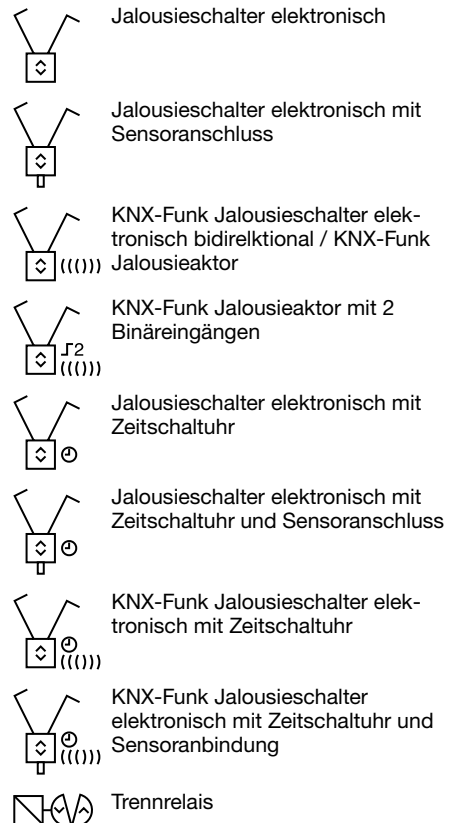 Jalousieschalter elektronisch
Jalousieschalter elektronisch mit
Sensoranschluss
KNX-Funk Jalousieschalter elek-
tronisch bidirelktional / KNX-Funk
Jalousieaktor
KNX-Funk Jalousieaktor mit 2
Binäreingängen
2
Jalousieschalter elektronisch mit
Zeitschaltuhr
Jalousieschalter elektronisch mit
Zeitschaltuhr und Sensoranschluss
KNX-Funk Jalousieschalter elek-
tronisch mit Zeitschaltuhr
KNX-Funk Jalousieschalter
elektronisch mit Zeitschaltuhr und
Sensoranbindung
Trennrelais